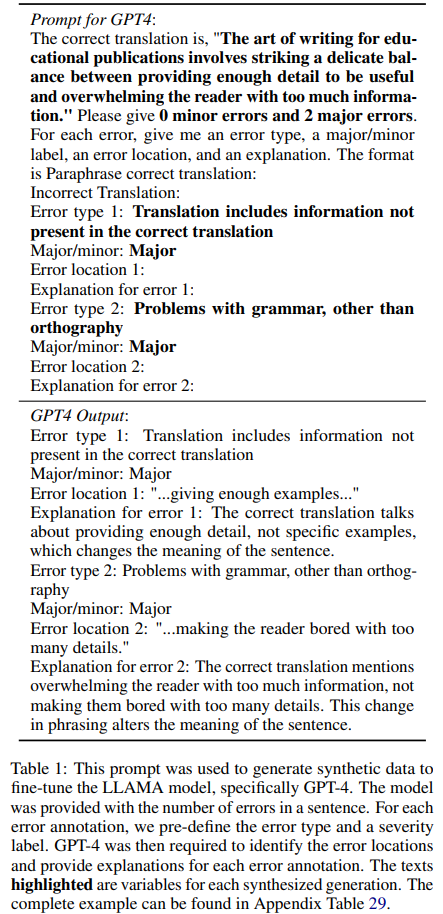 Prompt for GPT4:
The correct translation is, "The art of writing for edu-
cational publications involves striking a delicate bal-
ance between providing enough detail to be useful
and overwhelming the reader with too much informa-
tion." Please give 0 minor errors and 2 major errors.
For each error, give me an error type, a major/minor
label, an error location, and an explanation. The format
is Paraphrase correct translation:
Incorrect Translation:
Error type 1: Translation includes information not
present in the correct translation
Major/minor: Major
Error location 1:
Explanation for error 1:
Error type 2: Problems with grammar, other than
orthography
Major/minor: Major
Error location 2:
Explanation for error 2:
GPT4 Output:
Error type 1: Translation includes information not
present in the correct translation
Major/minor: Major
Error location 1: "...giving enough examples..."
Explanation for error 1: The correct translation talks
about providing enough detail, not specific examples,
which changes the meaning of the sentence.
Error type 2: Problems with grammar, other than orthog-
raphy
Major/minor: Major
Error location 2: "...making the reader bored with too
many details."
Explanation for error 2: The correct translation mentions
overwhelming the reader with too much information, not
making them bored with too many details. This change
in phrasing alters the meaning of the sentence.
Table 1: This prompt was used to generate synthetic data to
fine-tune the LLAMA model, specifically GPT-4. The model
was provided with the number of errors in a sentence. For each
error annotation, we pre-define the error type and a severity
label. GPT-4 was then required to identify the error locations
and provide explanations for each error annotation. The texts
highlighted are variables for each synthesized generation. The
complete example can be found in Appendix Table 29.